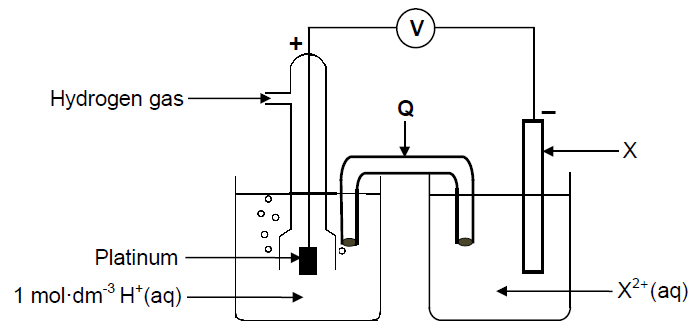 V
+
Hydrogen gas
Q
–
X
Platinum
1 mol·dm⁻³ H⁺(aq)
X²⁺(aq)